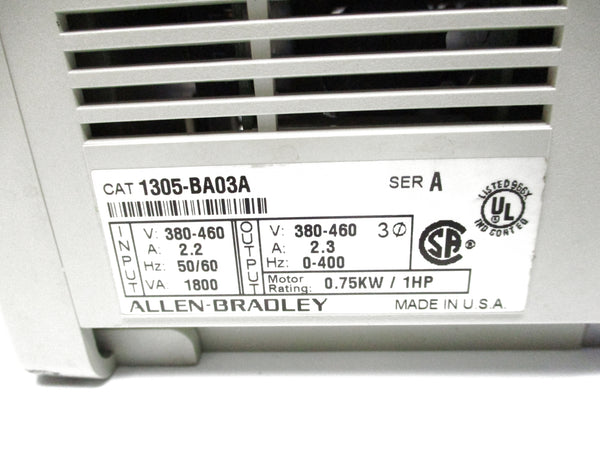 CAT 1305-BA03A SER A
LISTED 966X
UL
IND CONT EQ
INPUT
V: 380-460
A: 2.2
Hz: 50/60
VA: 1800
OUTPUT
V: 380-460 3Ø
A: 2.3
Hz: 0-400
Motor Rating: 0.75KW / 1HP
SA
®
ALLEN-BRADLEY MADE IN U.S.A.